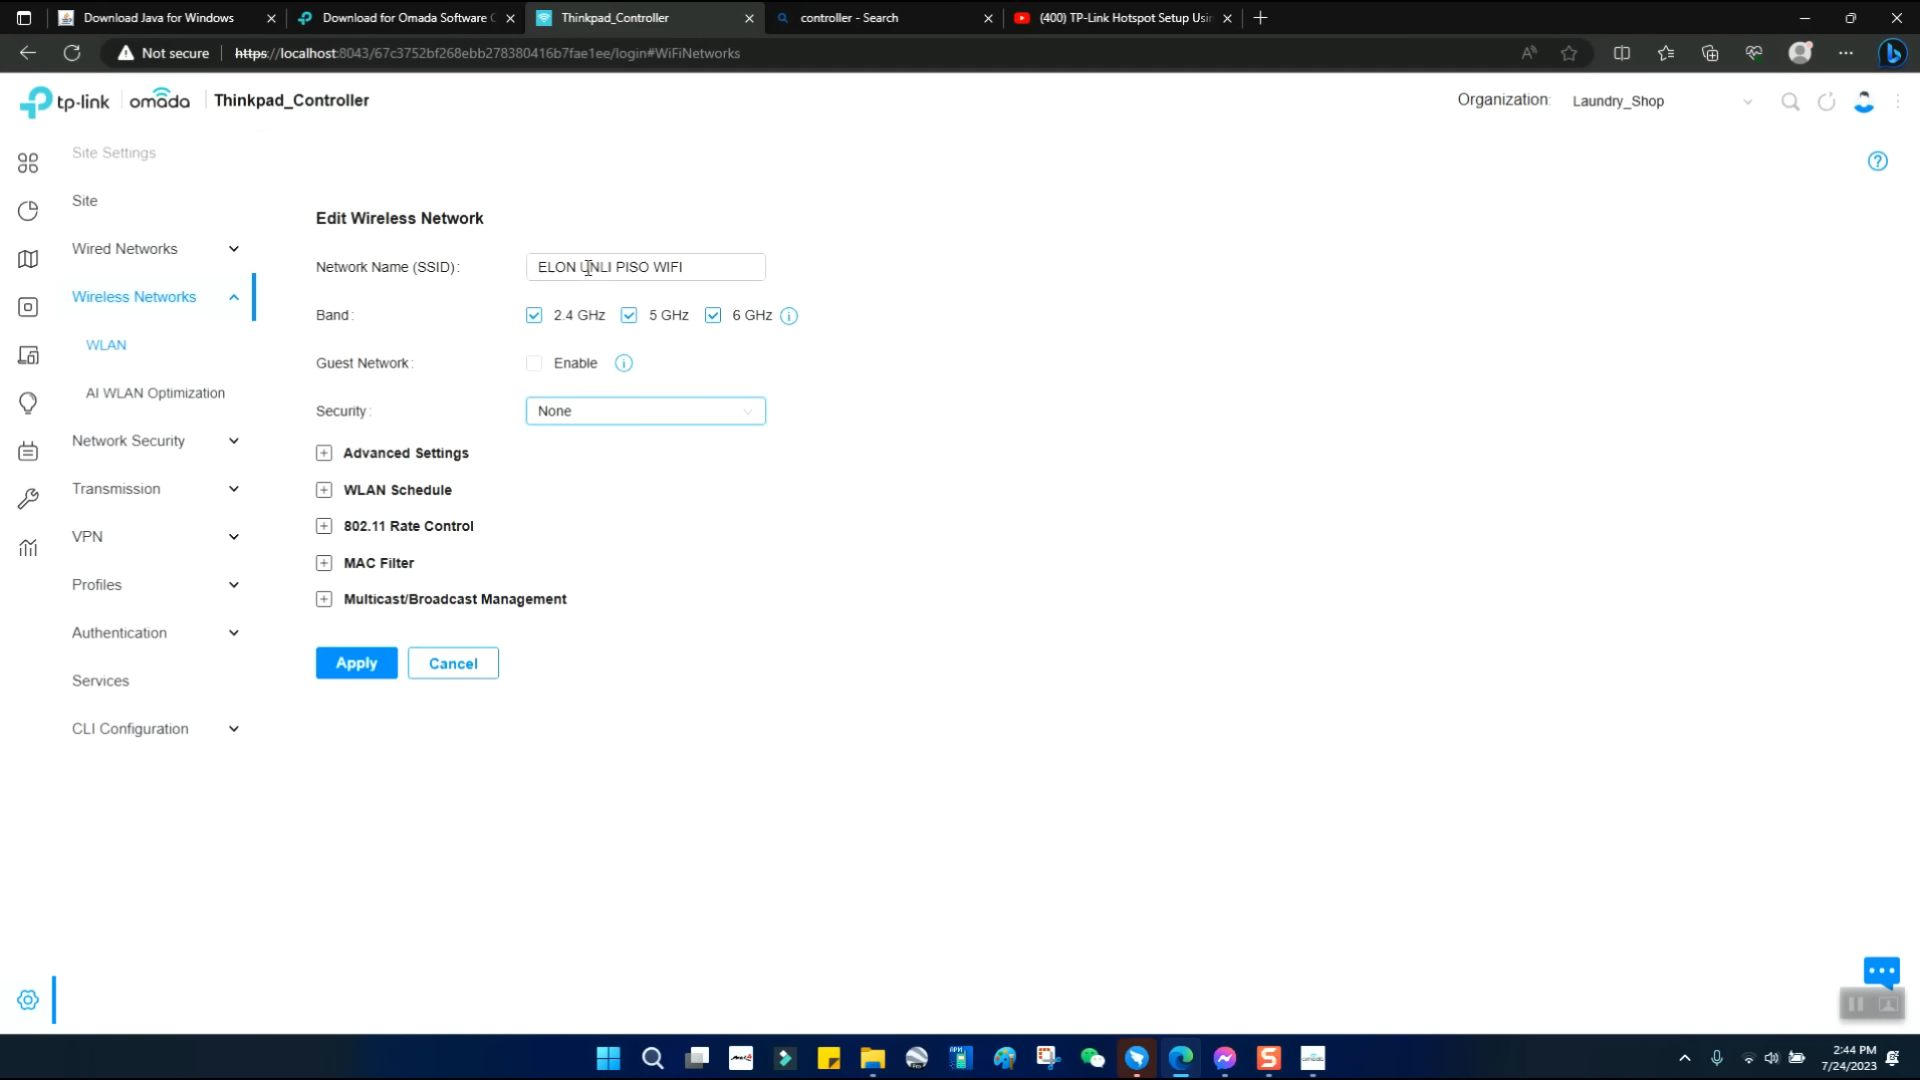 Download Java for Windows
Download for Omada Software C
Thinkpad_Controller
controller - Search
(400) TP-Link Hotspot Setup Usin
Not secure
https://localhost:8043/67c3752bf268ebb278380416b7fae1ee/login#WiFiNetworks
tp-link
omada
Thinkpad_Controller
Organization:
Laundry_Shop
Site Settings
Site
Wired Networks
Wireless Networks
WLAN
AI WLAN Optimization
Network Security
Transmission
VPN
Profiles
Authentication
Services
CLI Configuration
Edit Wireless Network
Network Name (SSID):
ELON UNLI PISO WIFI
Band:
2.4 GHz
5 GHz
6 GHz
Guest Network:
Enable
Security:
None
Advanced Settings
WLAN Schedule
802.11 Rate Control
MAC Filter
Multicast/Broadcast Management
Apply
Cancel
2:44 PM
7/24/2023